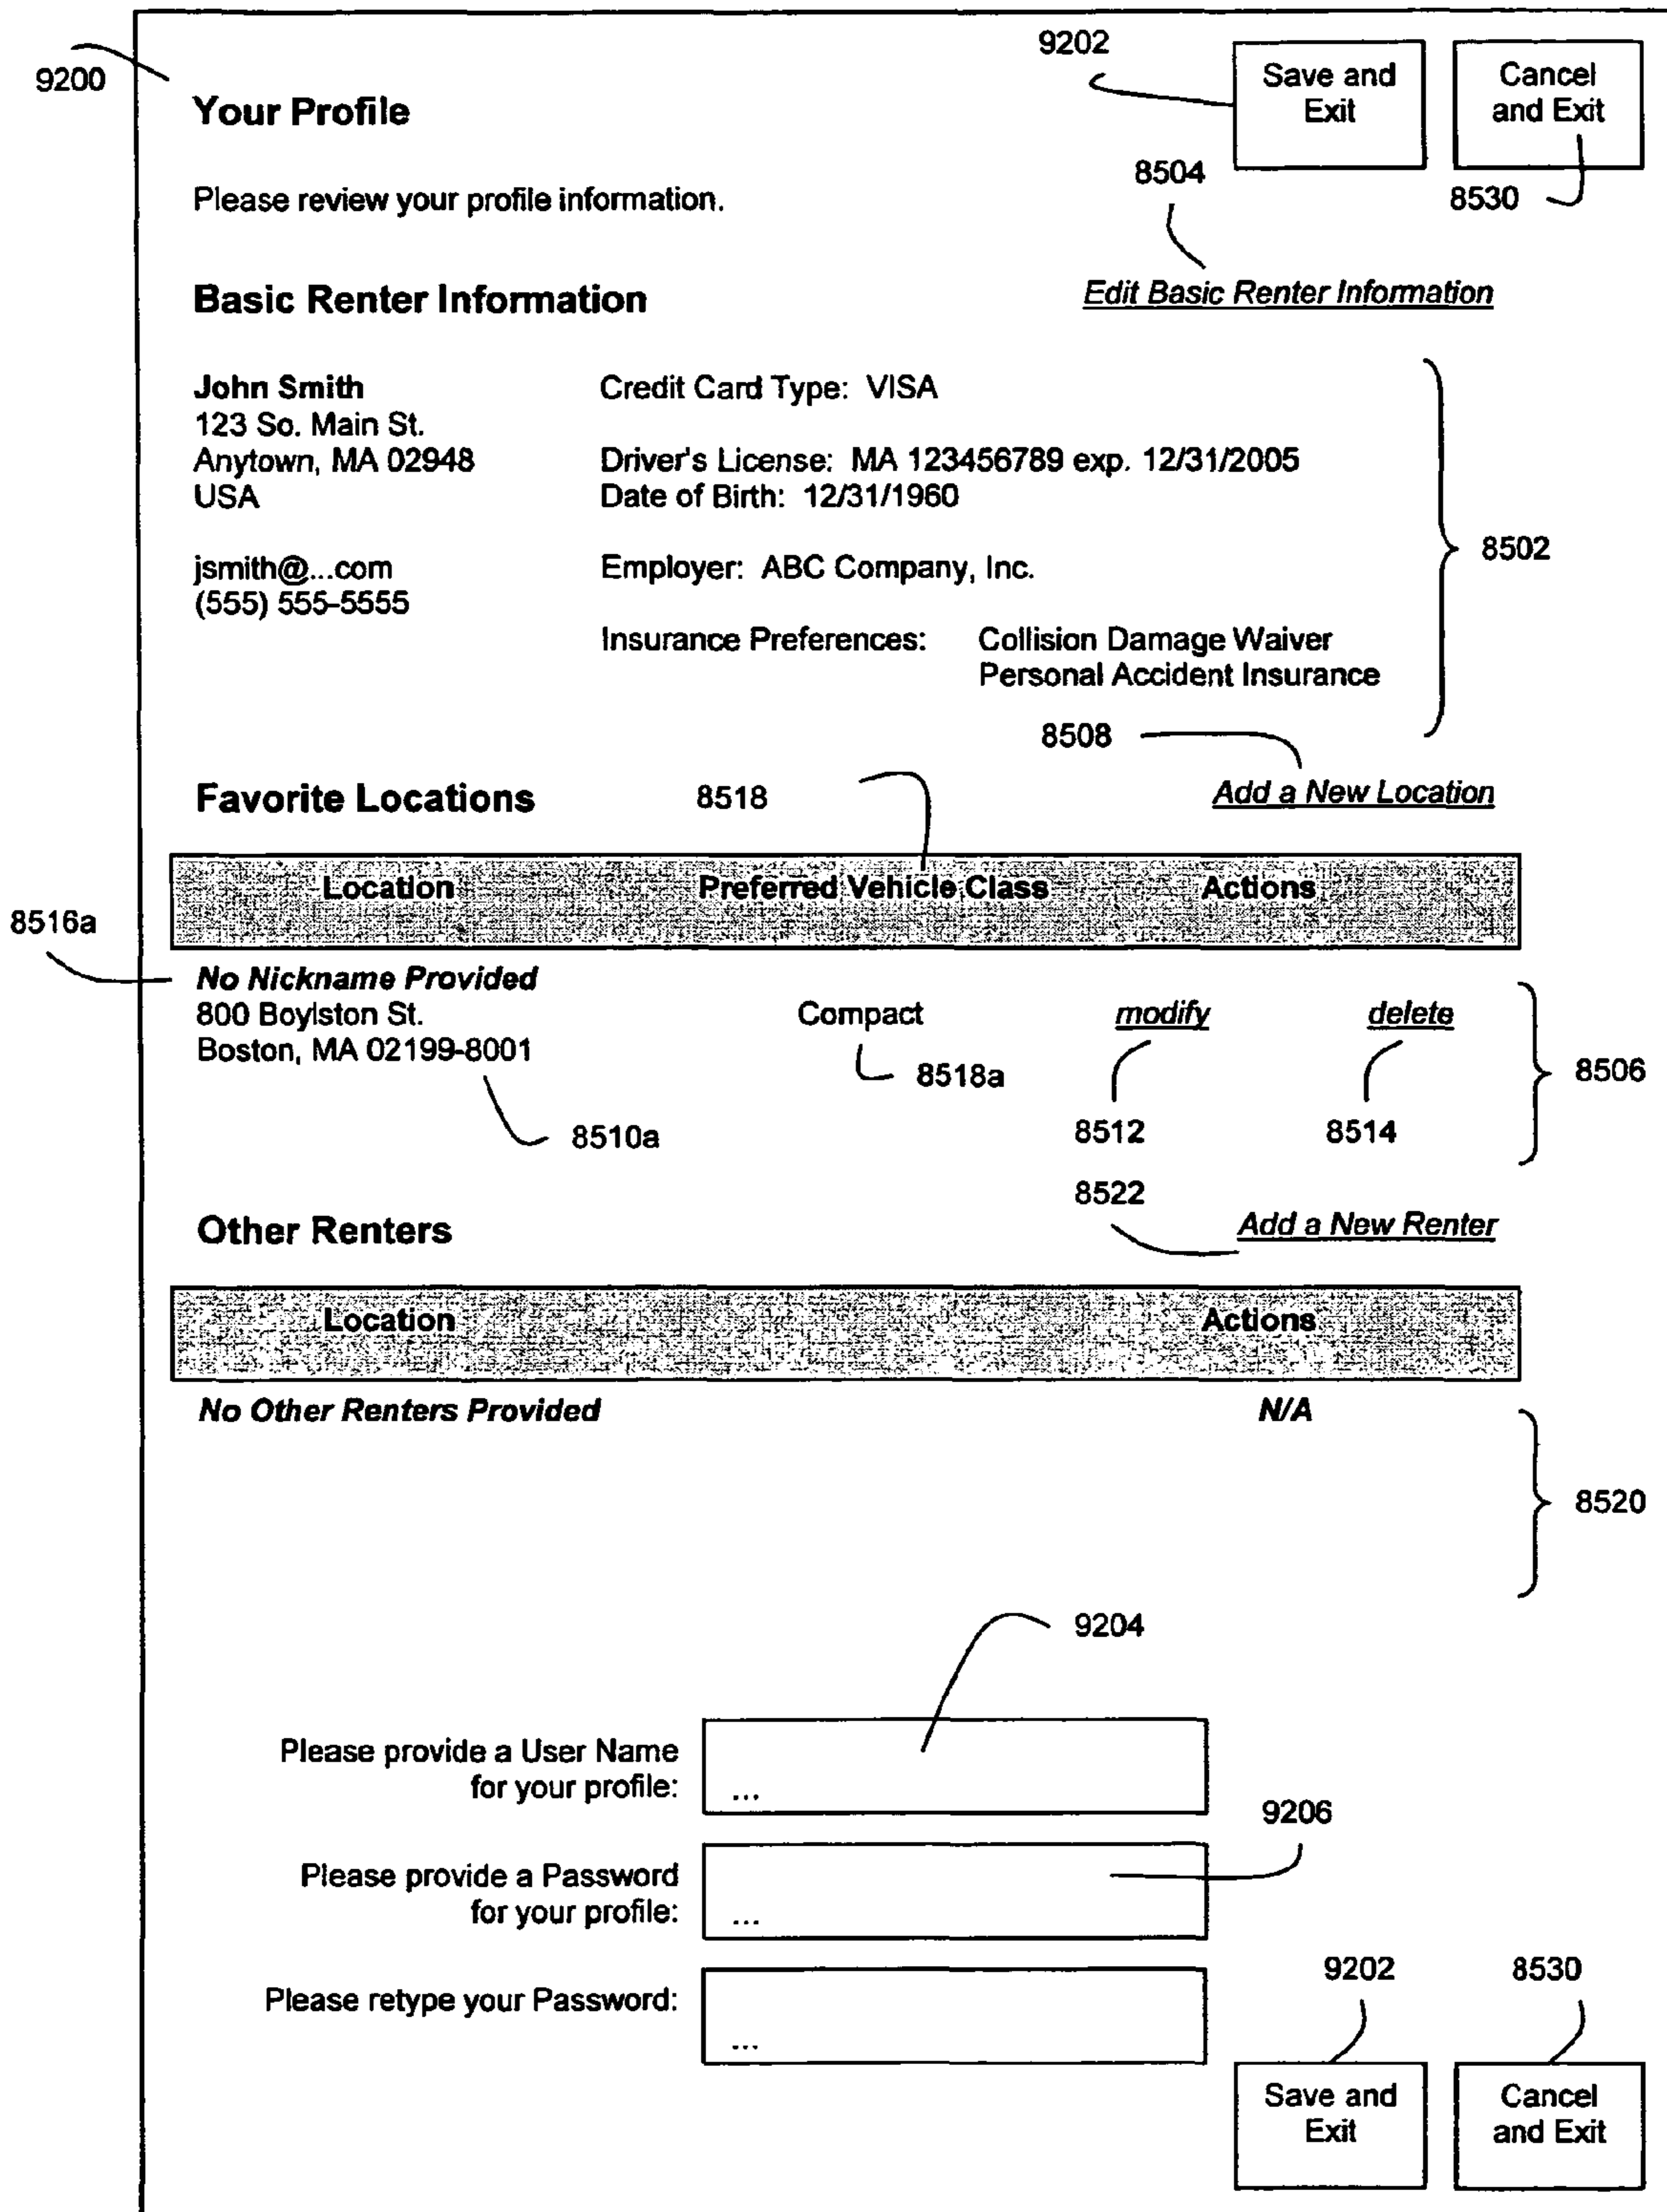 9200
9202
Save and
Exit
Cancel
and Exit
Your Profile
8504
8530
Please review your profile information.
Basic Renter Information
Edit Basic Renter Information
John Smith
123 So. Main St.
Anytown, MA 02948
USA
jsmith@...com
(555) 555-5555
Credit Card Type: VISA
Driver's License: MA 123456789 exp. 12/31/2005
Date of Birth: 12/31/1960
Employer: ABC Company, Inc.
Insurance Preferences: Collision Damage Waiver
Personal Accident Insurance
8502
8508
Favorite Locations
8518
Add a New Location
Location Preferred Vehicle Class Actions
8516a
No Nickname Provided
800 Boylston St.
Boston, MA 02199-8001
Compact
modify
delete
8518a
8506
8510a
8512
8514
8522
Other Renters
Add a New Renter
Location Actions
No Other Renters Provided N/A
8520
9204
Please provide a User Name
for your profile:
...
9206
Please provide a Password
for your profile:
...
Please retype your Password:
...
9202
8530
Save and
Exit
Cancel
and Exit